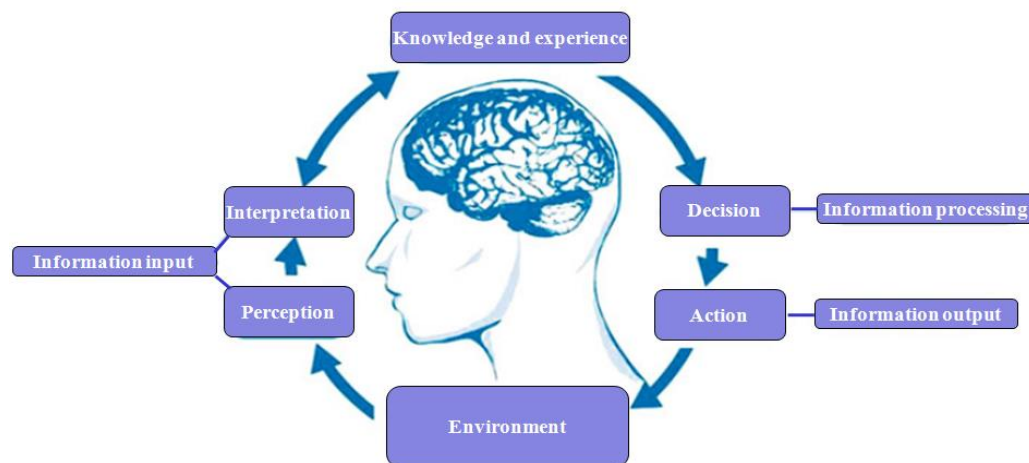 Knowledge and experience
Interpretation
Decision
Information processing
Information input
Perception
Action
Information output
Environment